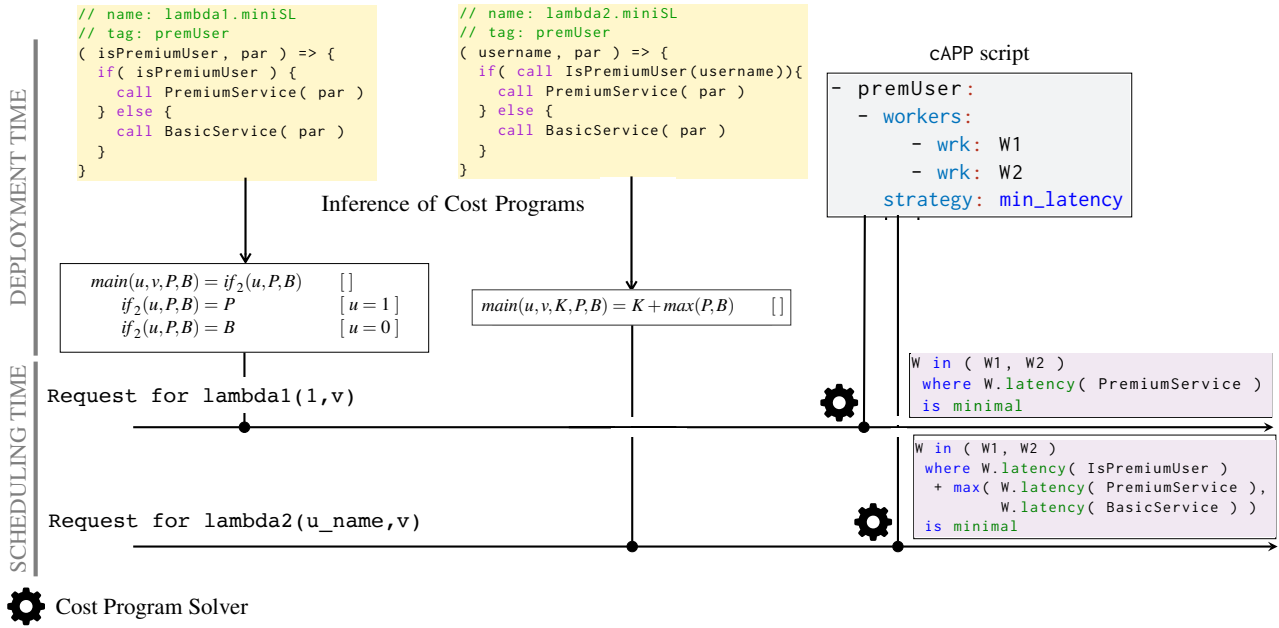 // name: lambda1.miniSL
// tag: premUser
( isPremiumUser, par ) => {
if( isPremiumUser ) {
call PremiumService( par )
} else {
call BasicService( par )
}
}
// name: lambda2.miniSL
// tag: premUser
( username, par ) => {
if( call IsPremiumUser(username)){
call PremiumService( par )
} else {
call BasicService( par )
}
}
cAPP script
- premUser:
- workers:
- wrk: W1
- wrk: W2
strategy: min_latency
DEPLOYMENT TIME
Inference of Cost Programs
main(u,v,P,B) = if₂(u,P,B) [ ]
if₂(u,P,B) = P [ u = 1 ]
if₂(u,P,B) = B [ u = 0 ]
main(u,v,K,P,B) = K + max(P,B) [ ]
SCHEDULING TIME
Request for lambda1(1,v)
W in ( W1, W2 )
where W.latency( PremiumService )
is minimal
Request for lambda2(u_name,v)
W in ( W1, W2 )
where W.latency( IsPremiumUser )
+ max( W.latency( PremiumService ),
W.latency( BasicService ) )
is minimal
Cost Program Solver